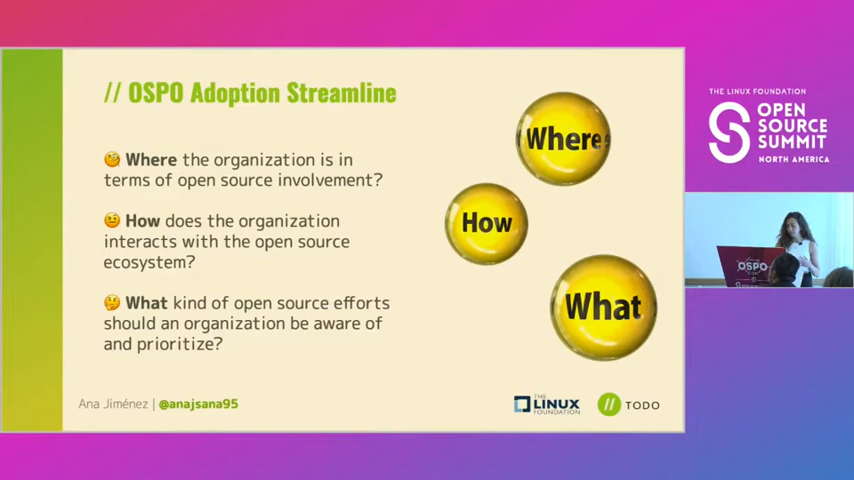 // OSPO Adoption Streamline
🧐 Where the organization is in
terms of open source involvement?
😐 How does the organization
interacts with the open source
ecosystem?
🤔 What kind of open source efforts
should an organization be aware of
and prioritize?
Where
How
What
Ana Jiménez | @anajsana95
THE
LINUX
FOUNDATION
// TODO
THE LINUX FOUNDATION
OPEN
SOURCE
SUMMIT
NORTH AMERICA
OSPO